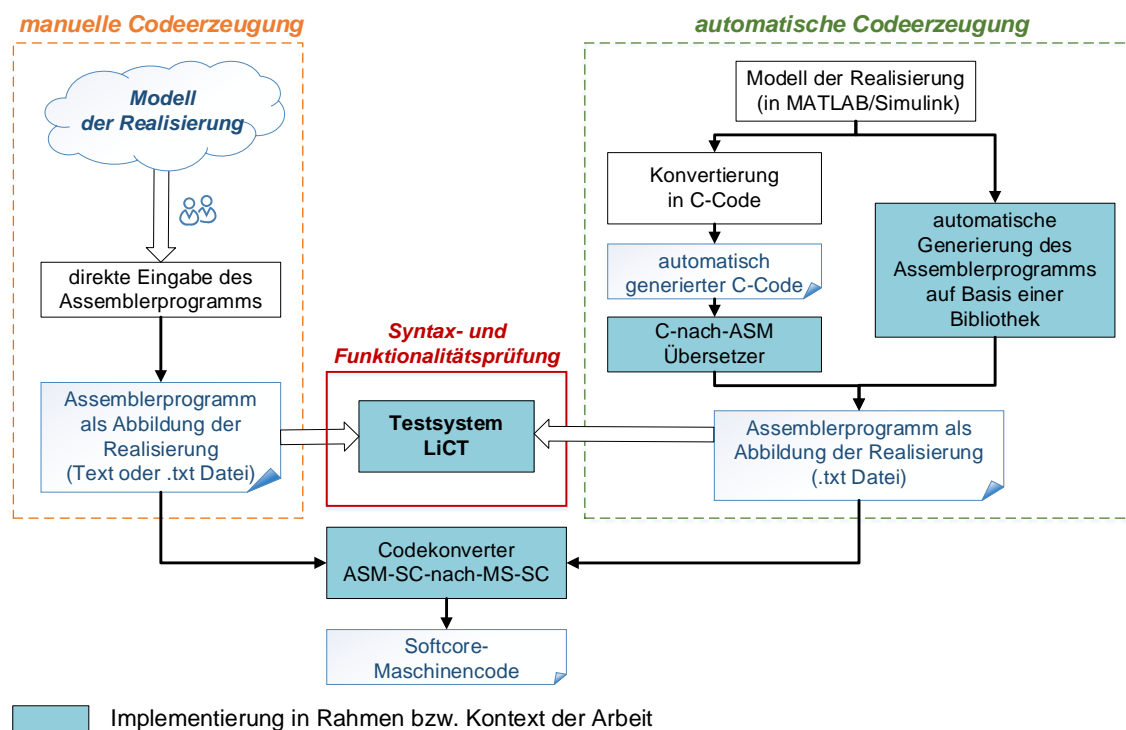 manuelle Codeerzeugung
Modell
der Realisierung
direkte Eingabe des
Assemblerprogramms
Assemblerprogramm
als Abbildung der
Realisierung
(Text oder .txt Datei)
Syntax- und
Funktionalitätsprüfung
Testsystem
LiCT
automatische Codeerzeugung
Modell der Realisierung
(in MATLAB/Simulink)
Konvertierung
in C-Code
automatisch
generierter C-Code
C-nach-ASM
Übersetzer
automatische
Generierung des
Assemblerprogramms
auf Basis einer
Bibliothek
Assemblerprogramm als
Abbildung der Realisierung
(.txt Datei)
Codekonverter
ASM-SC-nach-MS-SC
Softcore-
Maschinencode
Implementierung in Rahmen bzw. Kontext der Arbeit